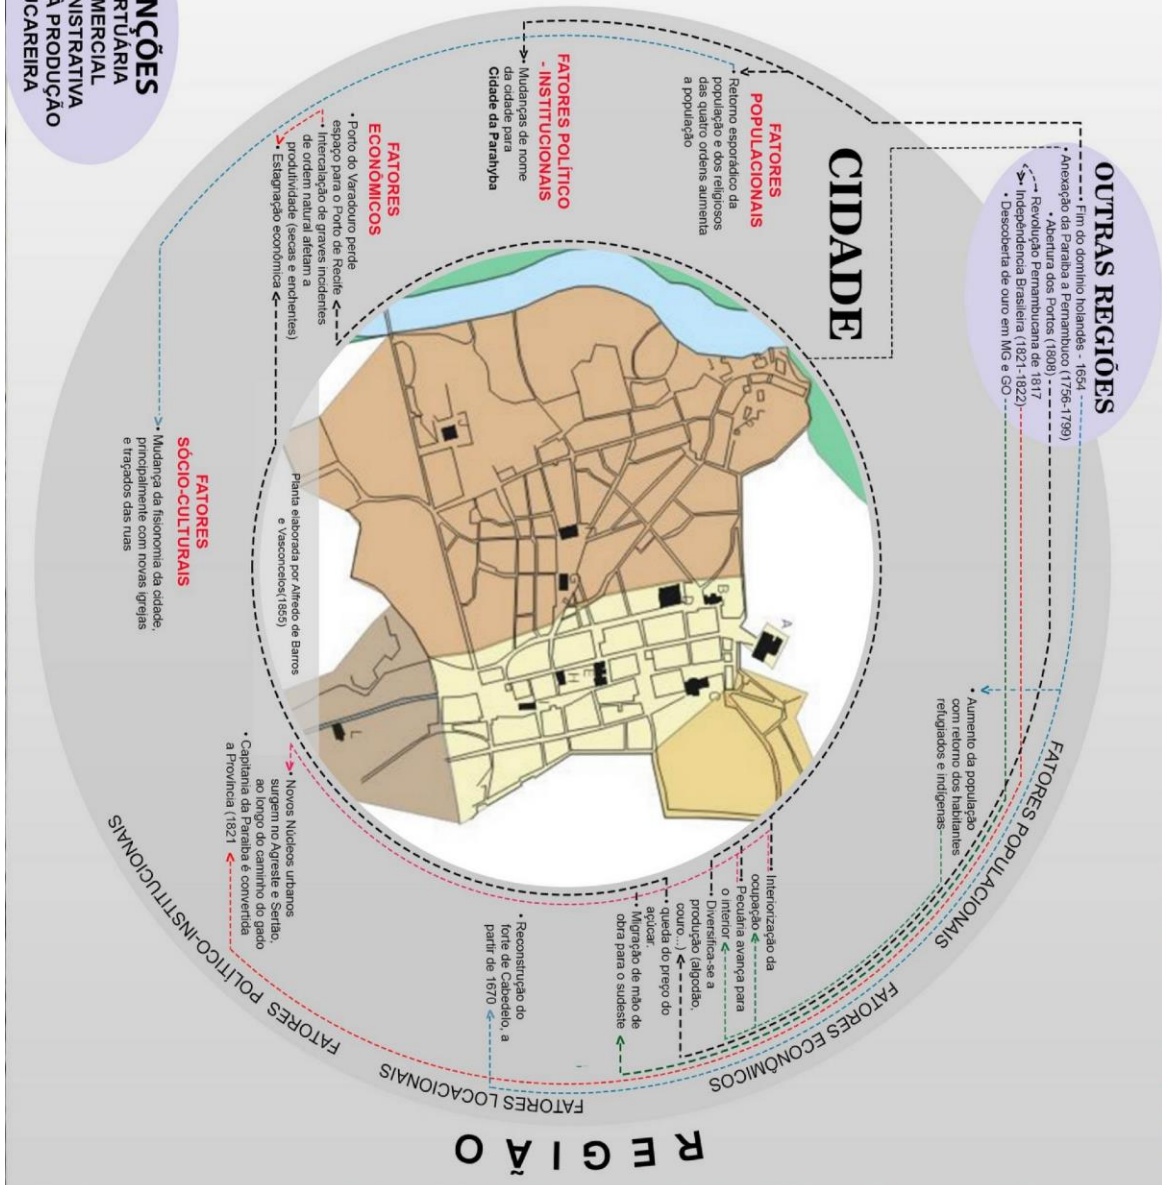 NÇÕES
RTUÁRIA
MERCIAL
NISTRATIVA
À PRODUÇÃO
UCAREIRA
OUTRAS REGIÕES
• Fim do domínio holandês - 1654
• Anexação da Paraíba a Pernambuco (1756-1799)
• Abertura dos Portos (1808)
• Revolução Pernambucana de 1817
• Independência Brasileira (1821-1822)
• Descoberta de ouro em MG e GO
CIDADE
FATORES
POPULACIONAIS
• Retorno esporádico da
população e dos religiosos
das quatro ordens aumenta
a população
FATORES POLÍTICO
- INSTITUCIONAIS
• Mudanças de nome
da cidade para
Cidade da Parahyba
FATORES
ECONÔMICOS
• Porto do Varadouro perde
espaço para o Porto de Recife
• Intercalação de graves incidentes
de ordem natural afetam a
produtividade (secas e enchentes)
• Estagnação econômica
FATORES
SÓCIO-CULTURAIS
• Mudança da fisionomia da cidade,
principalmente com novas igrejas
e traçados das ruas
Planta elaborada por Alfredo de Barros
e Vasconcelos(1855)
A
B
C
D
E
H
L
• Aumento da população
com retorno dos habitantes
refugiados e indígenas
FATORES POPULACIONAIS
• Interiorização da
ocupação
• Pecuária avança para
o interior
• Diversifica-se a
produção (algodão,
couro...)
• queda do preço do
açúcar.
• Migração de mão de
obra para o sudeste
FATORES ECONÔMICOS
• Reconstrução do
forte de Cabedelo, a
partir de 1670
FATORES LOCACIONAIS
• Novos Núcleos urbanos
surgem no Agreste e Sertão,
ao longo do caminho do gado
• Capitania da Paraíba é convertida
a Província (1821
FATORES POLÍTICO-INSTITUCIONAIS
REGIÃO